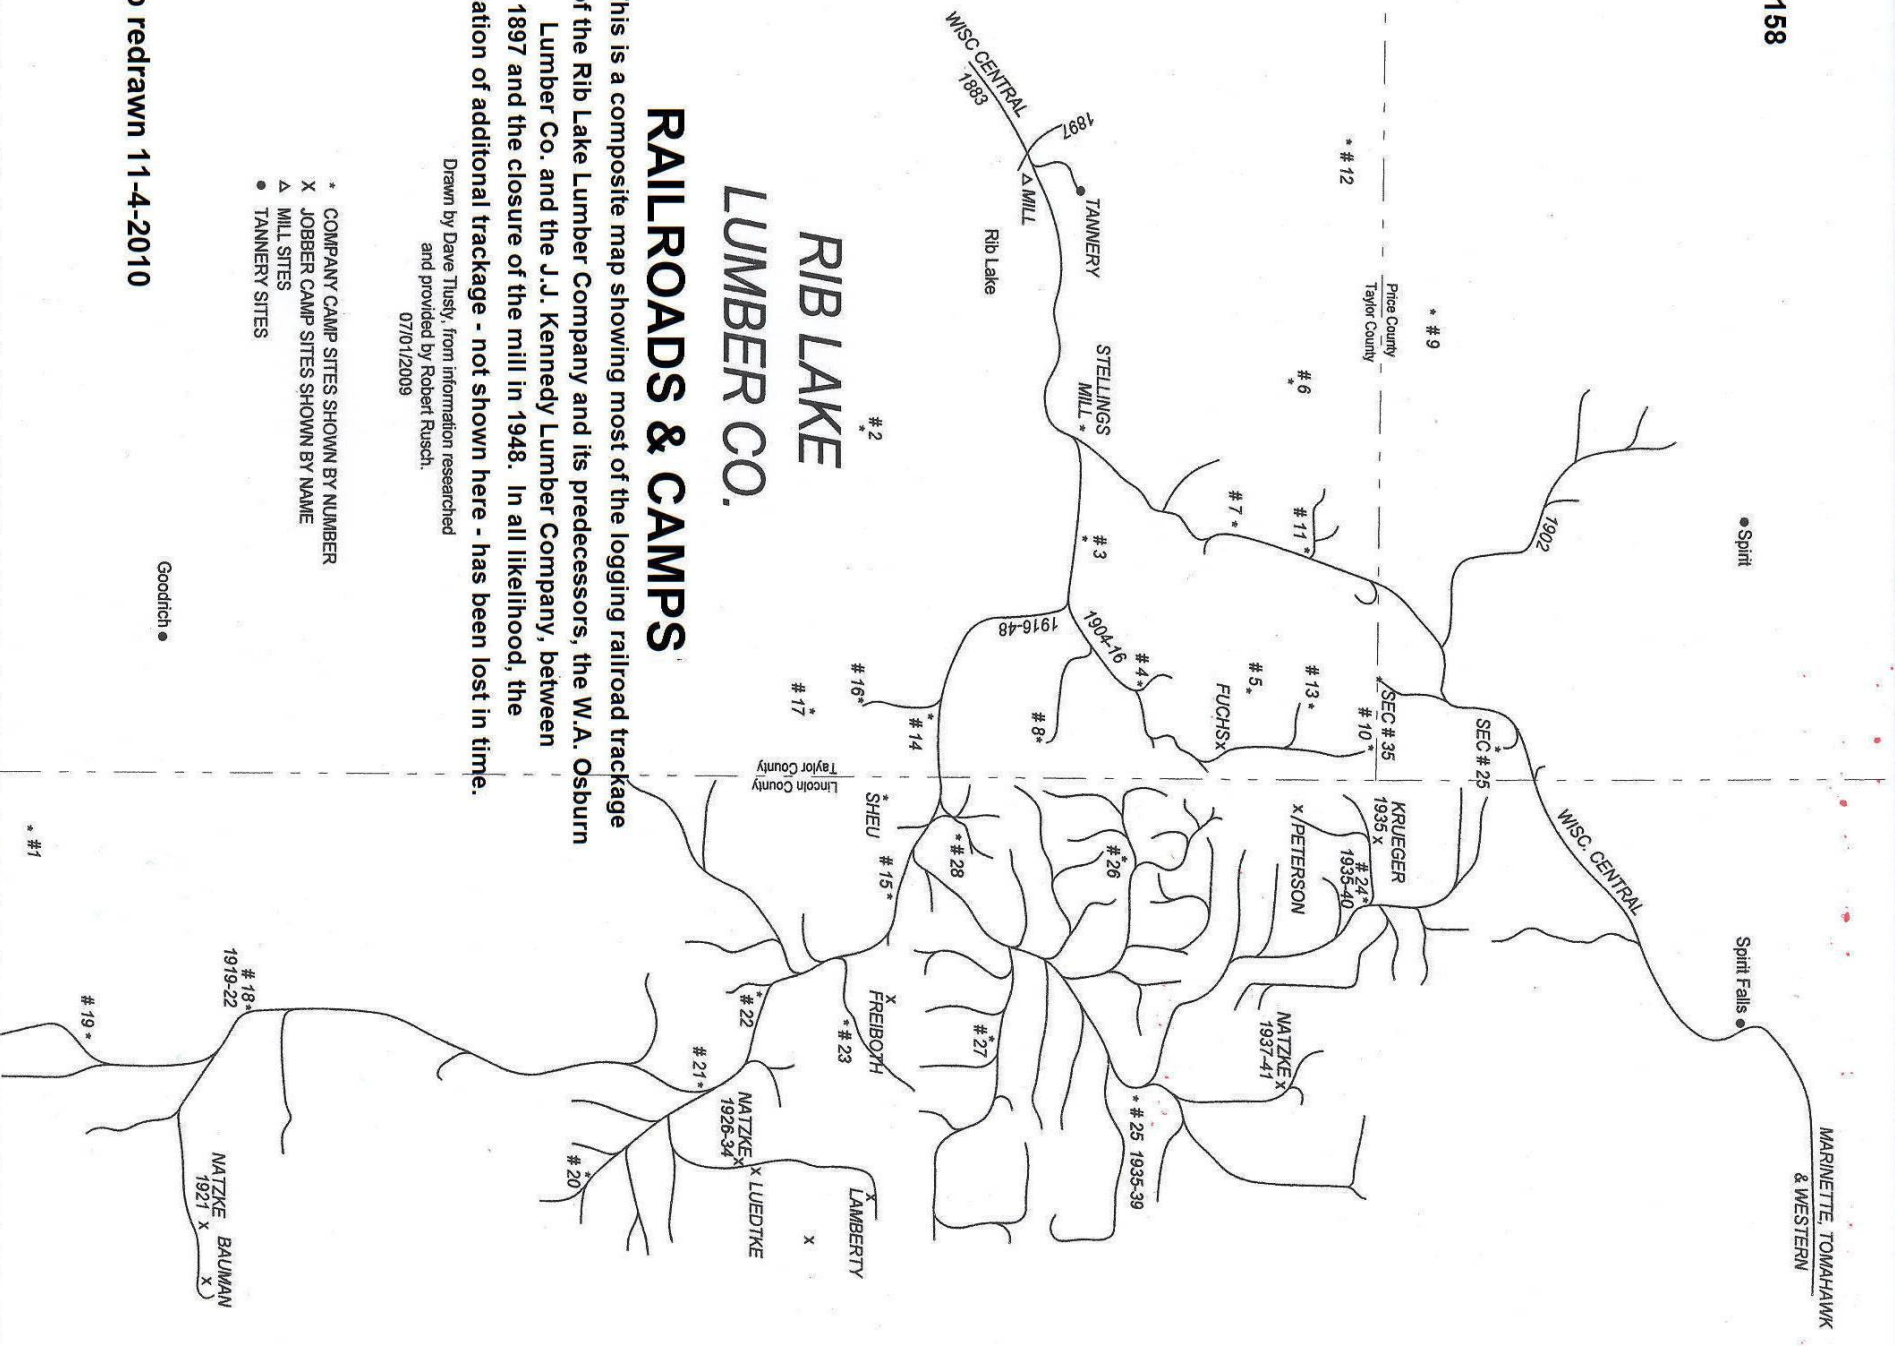 158
MARINETTE, TOMAHAWK
& WESTERN
Spirit
Spirit Falls
WISC. CENTRAL
1902
SEC # 25
* # 9
Price County
Taylor County
* # 12
# 6
*
# 11 *
# 7 *
SEC # 35
# 10 *
# 13 *
# 5 *
FUCHS x
KRUEGER
1935 x
# 24 *
1935-40
x PETERSON
NATZKE x
1937-41
WISC CENTRAL
1883
1897
TANNERY
MILL
Rib Lake
STELLINGS
MILL *
# 3
*
1904-16
# 4 *
1916-48
# 8 *
* # 26
* # 25 1935-39
* # 27
* # 28
# 2
*
# 16 *
* # 14
*
# 17
Lincoln County
Taylor County
*
SHEU
# 15 *
x
FREIBOTH
* # 23
* # 22
# 21 *
NATZKE x
1926-34
x LUEDTKE
x
LAMBERTY
x
*
# 20
RIB LAKE
LUMBER CO.
RAILROADS & CAMPS
his is a composite map showing most of the logging railroad trackage
of the Rib Lake Lumber Company and its predecessors, the W.A. Osburn
Lumber Co. and the J.J. Kennedy Lumber Company, between
1897 and the closure of the mill in 1948. In all likelihood, the
ation of additonal trackage - not shown here - has been lost in time.
Drawn by Dave Tlusty, from information researched
and provided by Robert Rusch.
07/01/2009
* COMPANY CAMP SITES SHOWN BY NUMBER
X JOBBER CAMP SITES SHOWN BY NAME
△ MILL SITES
● TANNERY SITES
# 18 *
1919-22
# 19 *
NATZKE
1921 x
BAUMAN
x
Goodrich
* #1
redrawn 11-4-2010